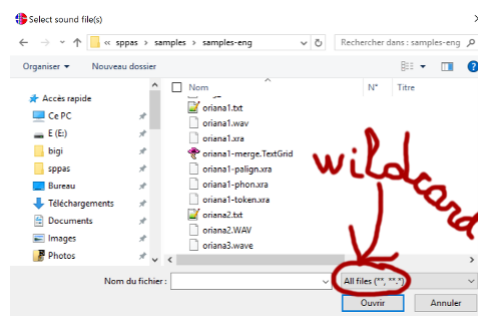 Select sound file(s)
« sppas > samples > samples-eng
Rechercher dans : samples-eng
Organiser
Nouveau dossier
Nom
N°
Titre
Accès rapide
Ce PC
E (E:)
bigi
sppas
Bureau
Téléchargements
Documents
Images
Photos
oriana1.txt
oriana1.wav
oriana1.xra
oriana1-merge.TextGrid
oriana1-palign.xra
oriana1-phon.xra
oriana1-token.xra
oriana2.txt
oriana2.WAV
oriana3.wave
wildcard
Nom du fichier :
All files (**, **.*)
Ouvrir
Annuler